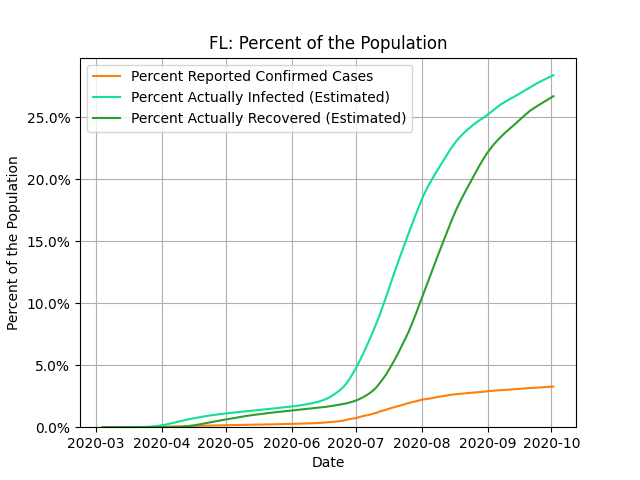 FL: Percent of the Population
Percent Reported Confirmed Cases
Percent Actually Infected (Estimated)
Percent Actually Recovered (Estimated)
Percent of the Population
25.0%
20.0%
15.0%
10.0%
5.0%
0.0%
2020-03 2020-04 2020-05 2020-06 2020-07 2020-08 2020-09 2020-10
Date